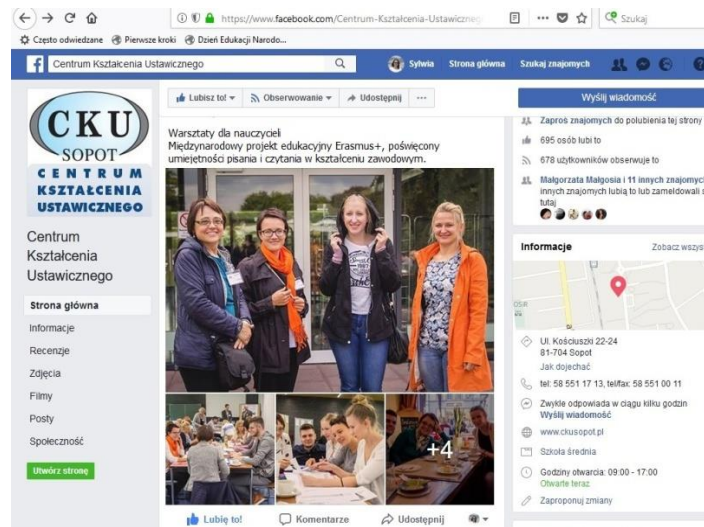 https://www.facebook.com/Centrum-Kształcenia-Ustawiczneg
Szukaj
Często odwiedzane
Pierwsze kroki
Dzień Edukacji Narodo...
Centrum Kształcenia Ustawicznego
Sylwia
Strona główna
Szukaj znajomych
CKU
SOPOT
CENTRUM
KSZTAŁCENIA
USTAWICZNEGO
Centrum
Kształcenia
Ustawicznego
Strona główna
Informacje
Recenzje
Zdjęcia
Filmy
Posty
Społeczność
Utwórz stronę
Lubisz to!
Obserwowanie
Udostępnij
Warsztaty dla nauczycieli
Międzynarodowy projekt edukacyjny Erasmus+, poświęcony
umiejętności pisania i czytania w kształceniu zawodowym.
+4
Lubię to!
Komentarze
Udostępnij
Wyślij wiadomość
Zaproś znajomych do polubienia tej strony
695 osób lubi to
678 użytkowników obserwuje to
Małgorzata Małgosia i 11 innych znajomych
innych znajomych lubią to lub zameldowali s
tutaj
Informacje
Zobacz wszys
Ul. Kościuszki 22-24
81-704 Sopot
Jak dojechać
tel: 58 551 17 13, tel/fax: 58 551 00 11
Zwykle odpowiada w ciągu kilku godzin
Wyślij wiadomość
www.ckusopot.pl
Szkoła średnia
Godziny otwarcia: 09:00 - 17:00
Otwarte teraz
Zaproponuj zmiany